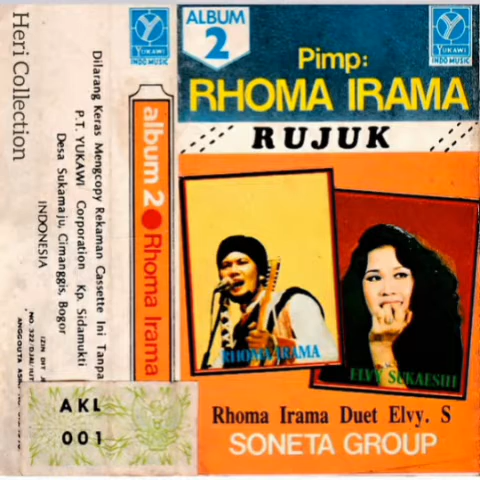 Heri Collection
Dilarang Keras Mengcopy Rekaman Cassette Ini Tanpa
P.T. YUKAWI Corporation Kp. Sidamukti
Desa Sukamaju, Cimanggis, Bogor
INDONESIA
AKL
001
YUKAWI
INDO MUSIC
album 2 Rhoma Irama
ALBUM
2
YUKAWI
INDO MUSIC
Pimp:
RHOMA IRAMA
RUJUK
RHOMA IRAMA
ELVY SUKAESIH
Rhoma Irama Duet Elvy. S
SONETA GROUP